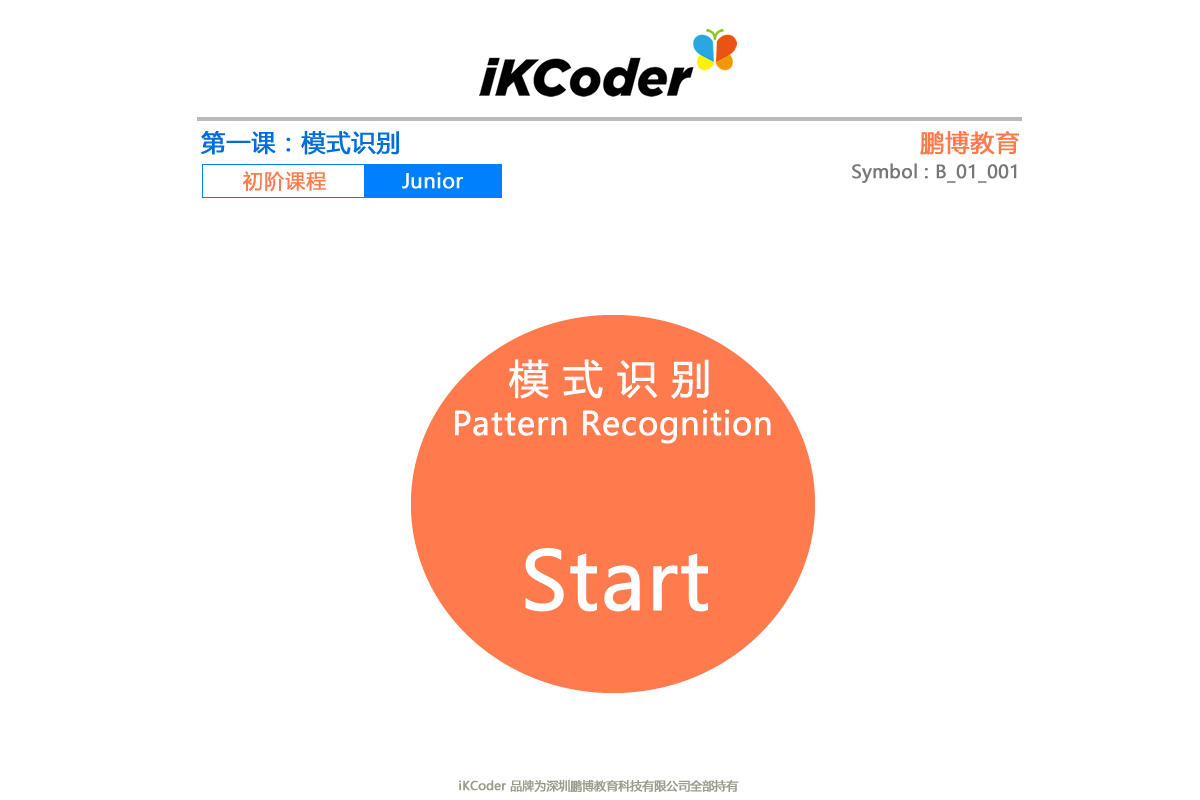 iKCoder
第一课：模式识别
鹏博教育
初阶课程 Junior
Symbol : B_01_001
模式识别
Pattern Recognition
Start
iKCoder 品牌为深圳鹏博教育科技有限公司全部持有